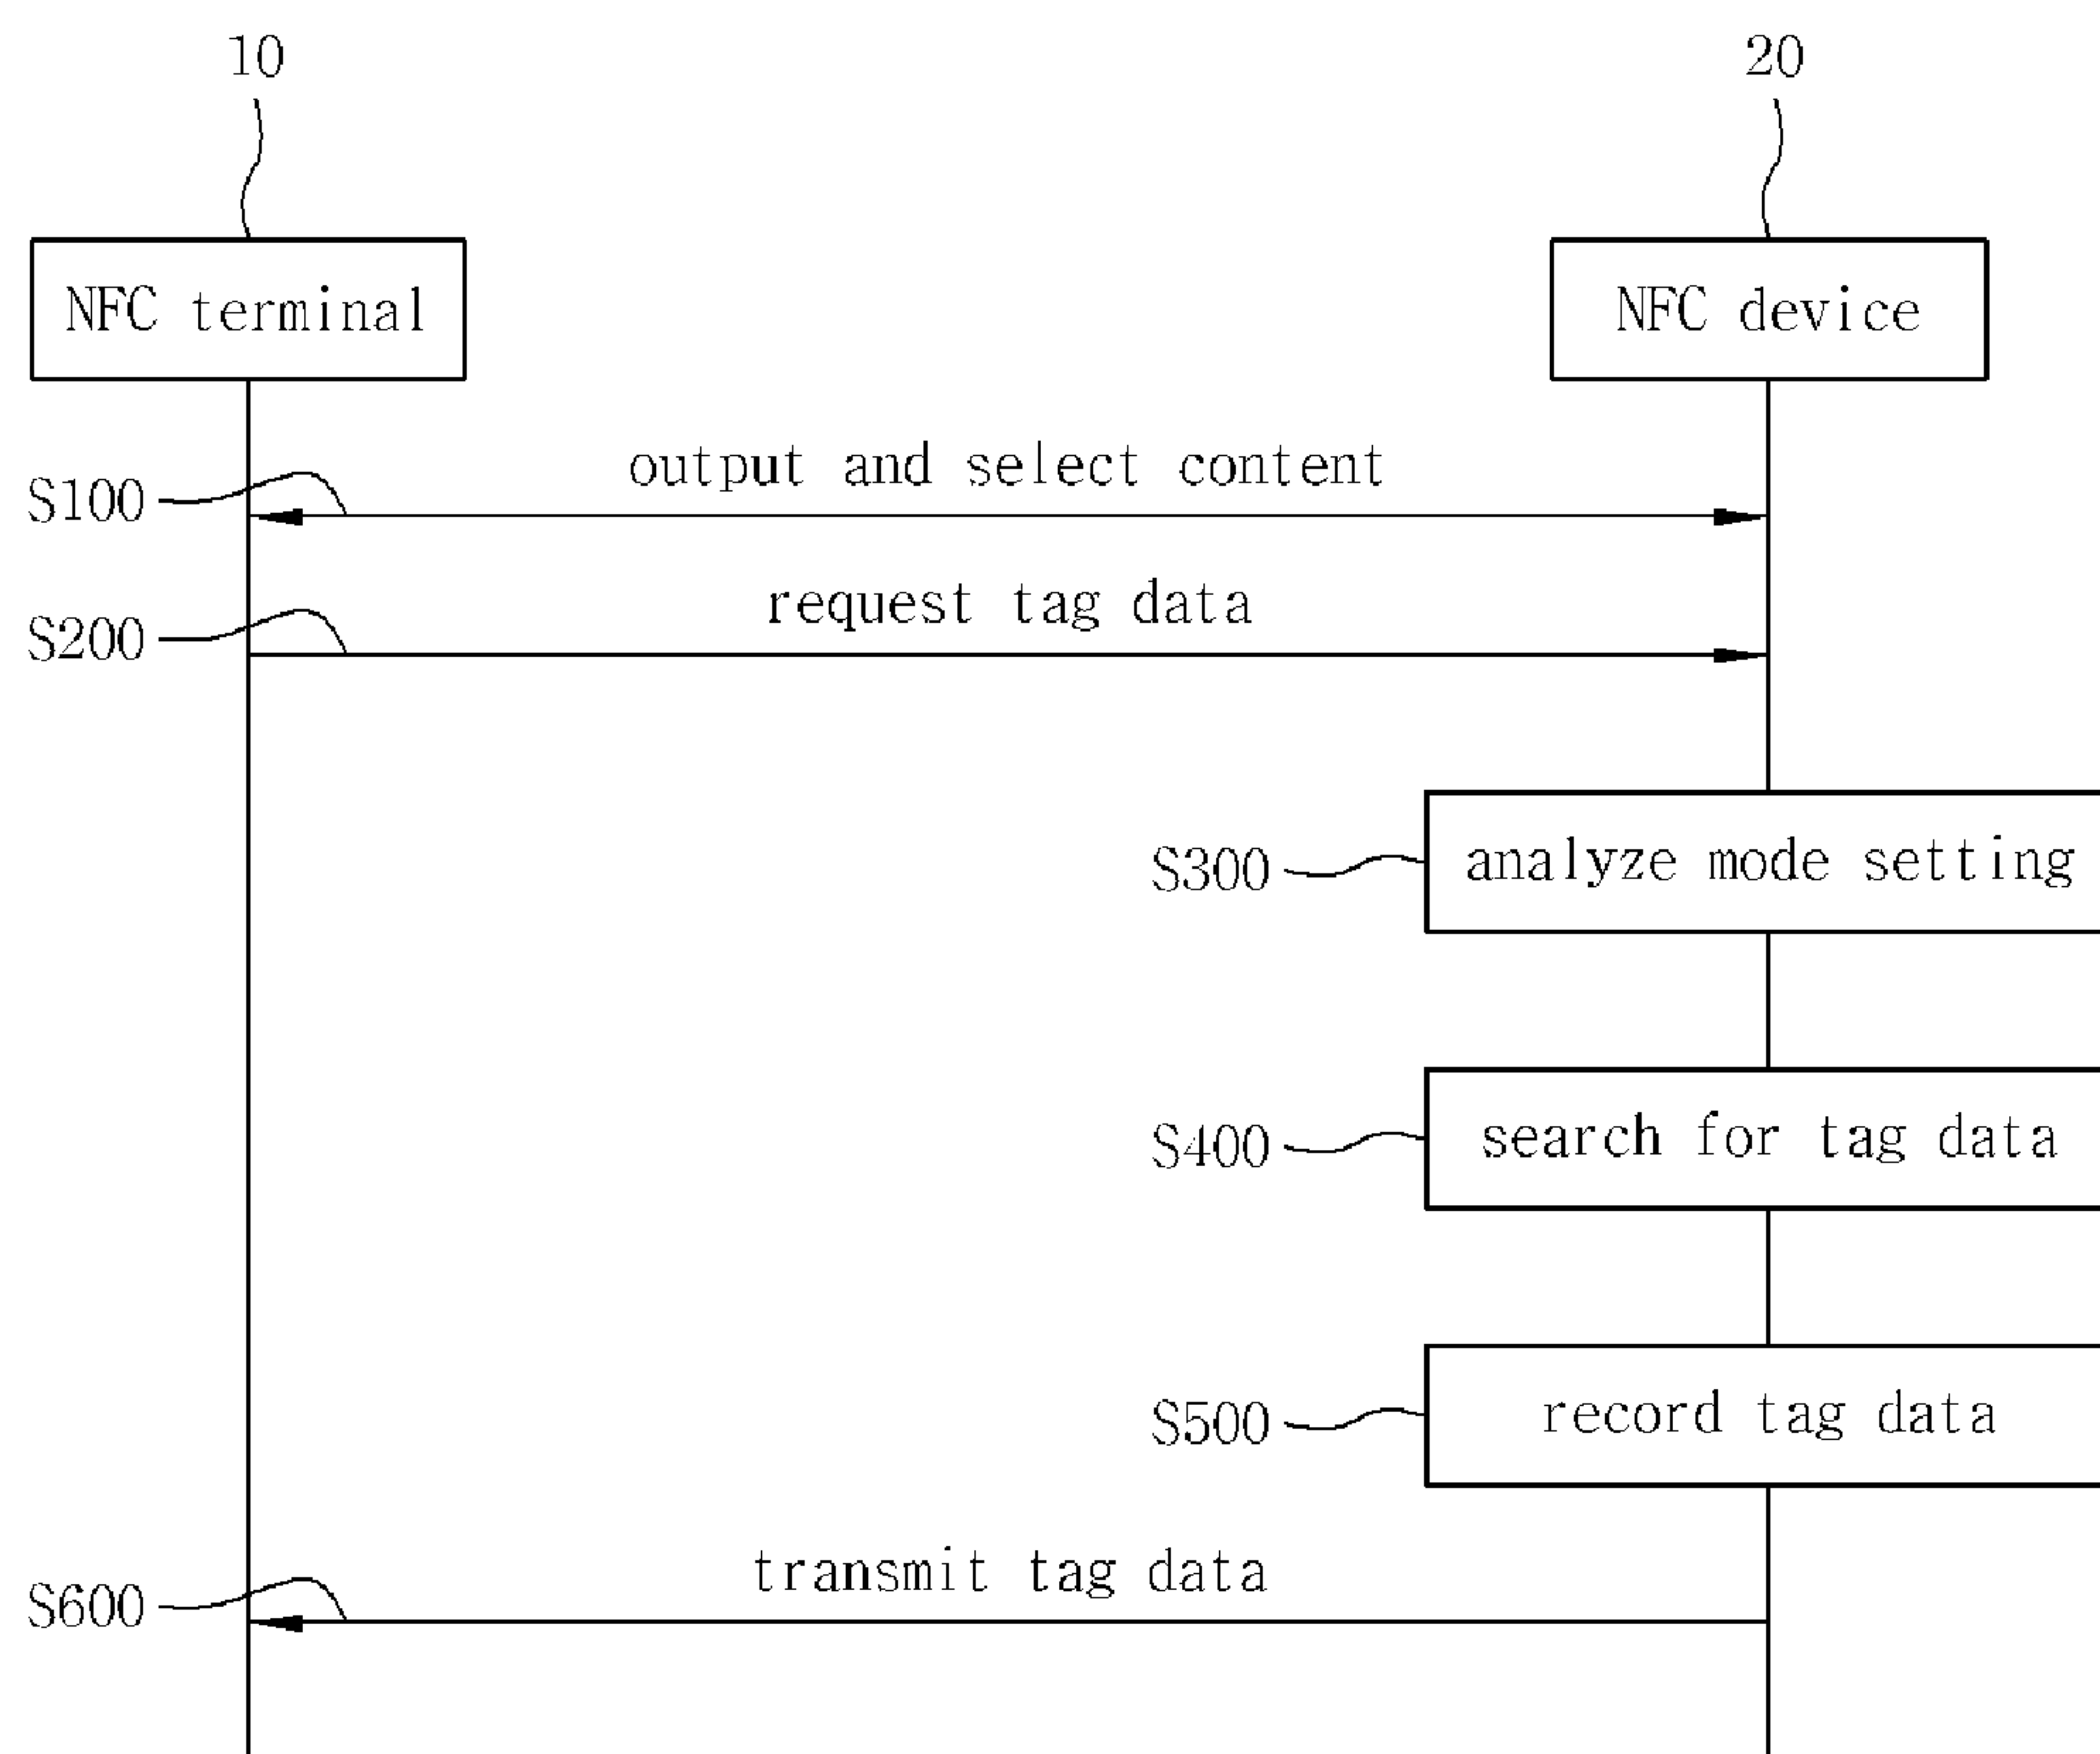 10
20
NFC terminal
NFC device
output and select content
S100
request tag data
S200
analyze mode setting
S300
search for tag data
S400
record tag data
S500
transmit tag data
S600